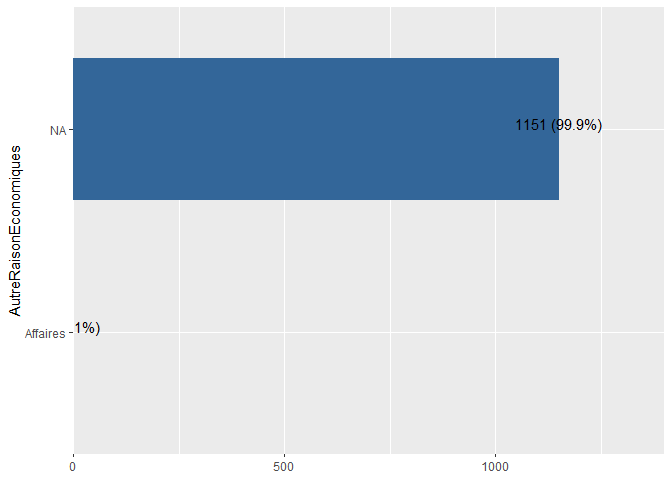 AutreRaisonEconomiques
NA
1151 (99.9%)
Affaires
1%)
0
500
1000